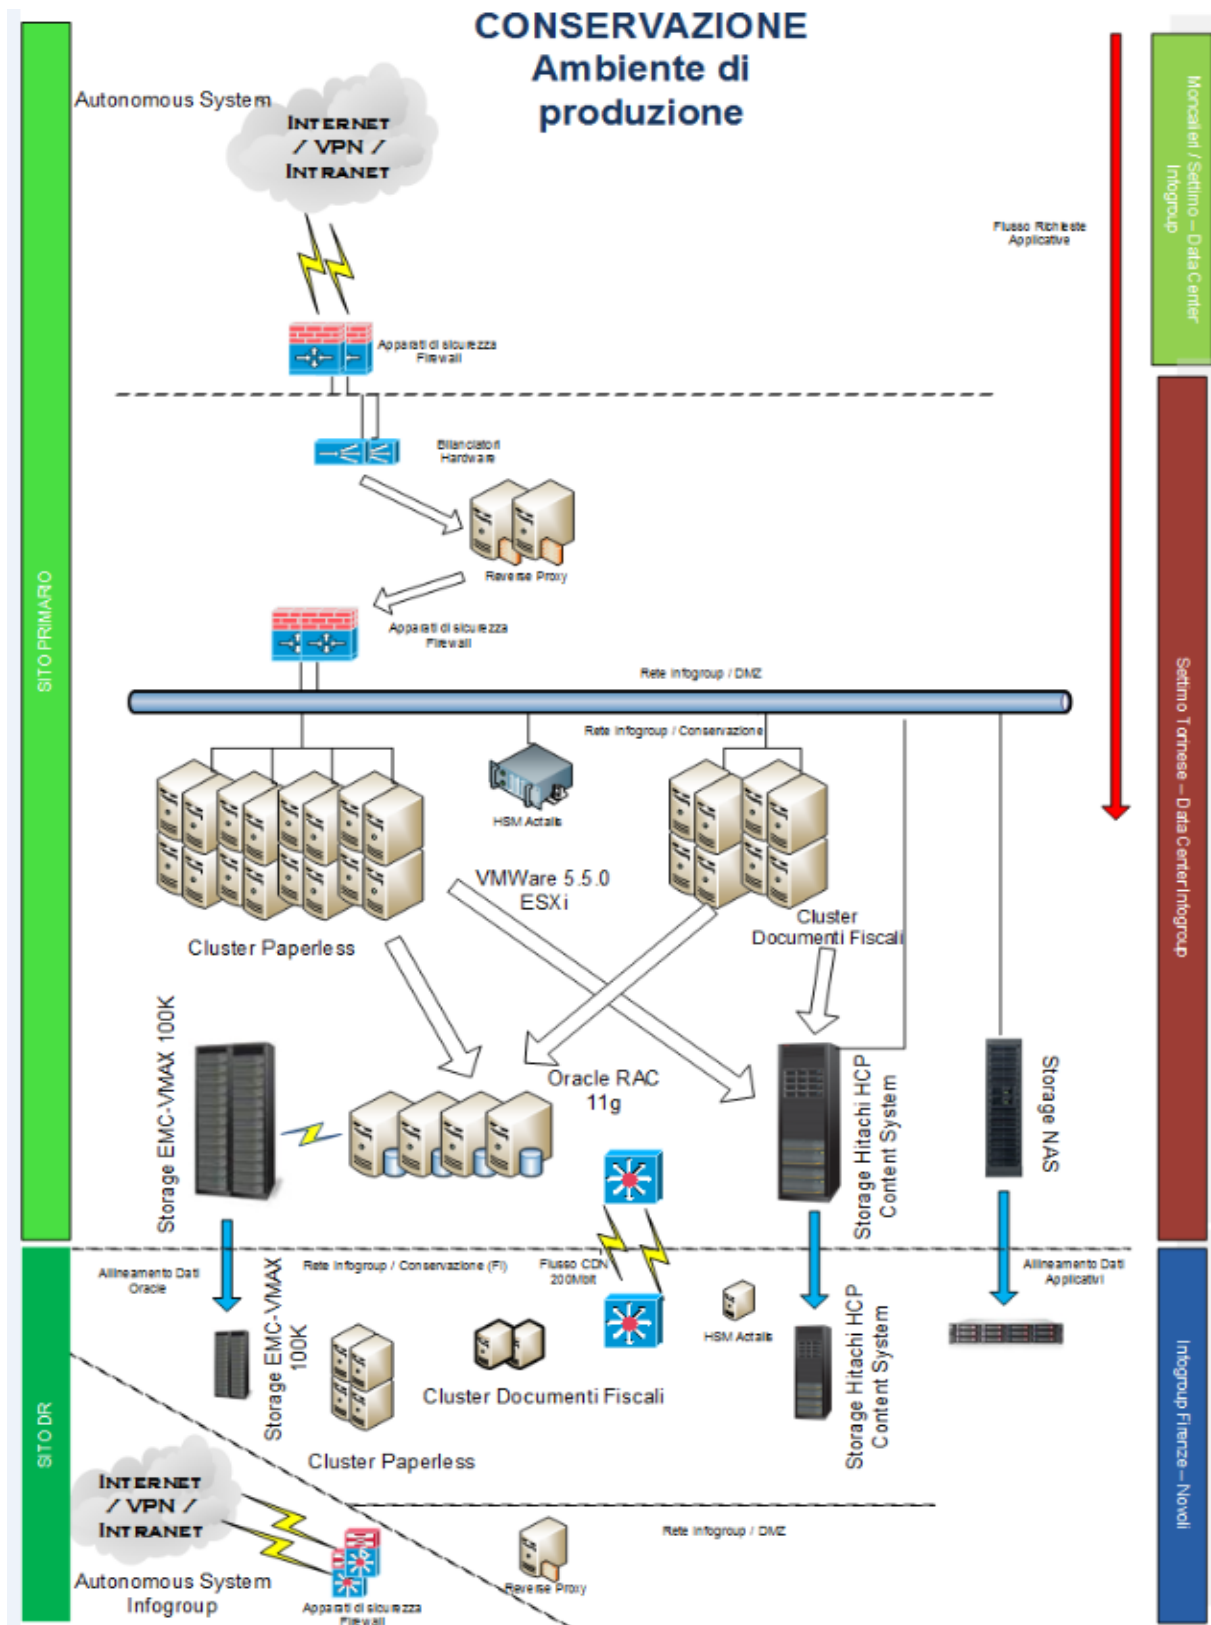 CONSERVAZIONE
Ambiente di
produzione
Autonomous System
INTERNET
/ VPN /
INTRANET
Moncalieri / Settimo – Data Center
Infogroup
Flusso Richieste
Applicative
Apparati di sicurezza
Firewall
Bilanciatori
Hardware
Reverse Proxy
Apparati di sicurezza
Firewall
SITO PRIMARIO
Rete Infogroup / DMZ
Rete Infogroup / Conservazione
HSM Actalis
VMWare 5.5.0
ESXi
Cluster Paperless
Cluster
Documenti Fiscali
Settimo Torinese – Data Center Infogroup
Storage EMC-VMAX 100K
Oracle RAC
11g
Storage Hitachi HCP
Content System
Storage NAS
Allineamento Dati
Oracle
Rete Infogroup / Conservazione (FI)
Flusso CDN
200Mbit
Allineamento Dati
Applicativi
Storage EMC-VMAX
100K
HSM Actalis
Storage Hitachi HCP
Content System
Cluster Documenti Fiscali
Cluster Paperless
SITO DR
Infogroup Firenze – Novoli
INTERNET
/ VPN /
INTRANET
Autonomous System
Infogroup
Apparati di sicurezza
Firewall
Rete Infogroup / DMZ
Reverse Proxy